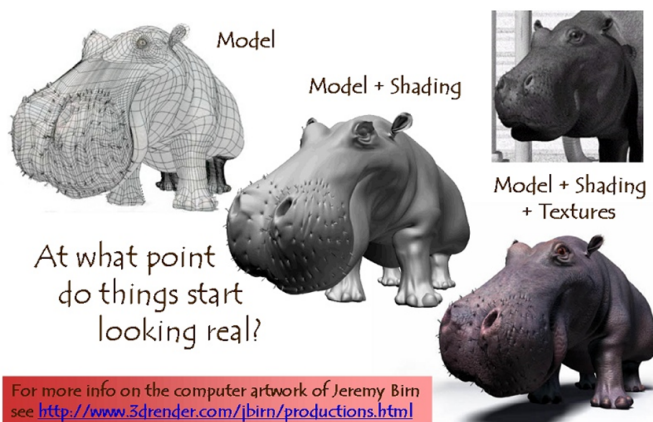 Model
Model + Shading
Model + Shading
+ Textures
At what point
do things start
looking real?
For more info on the computer artwork of Jeremy Birn
see http://www.3drender.com/jbirn/productions.html